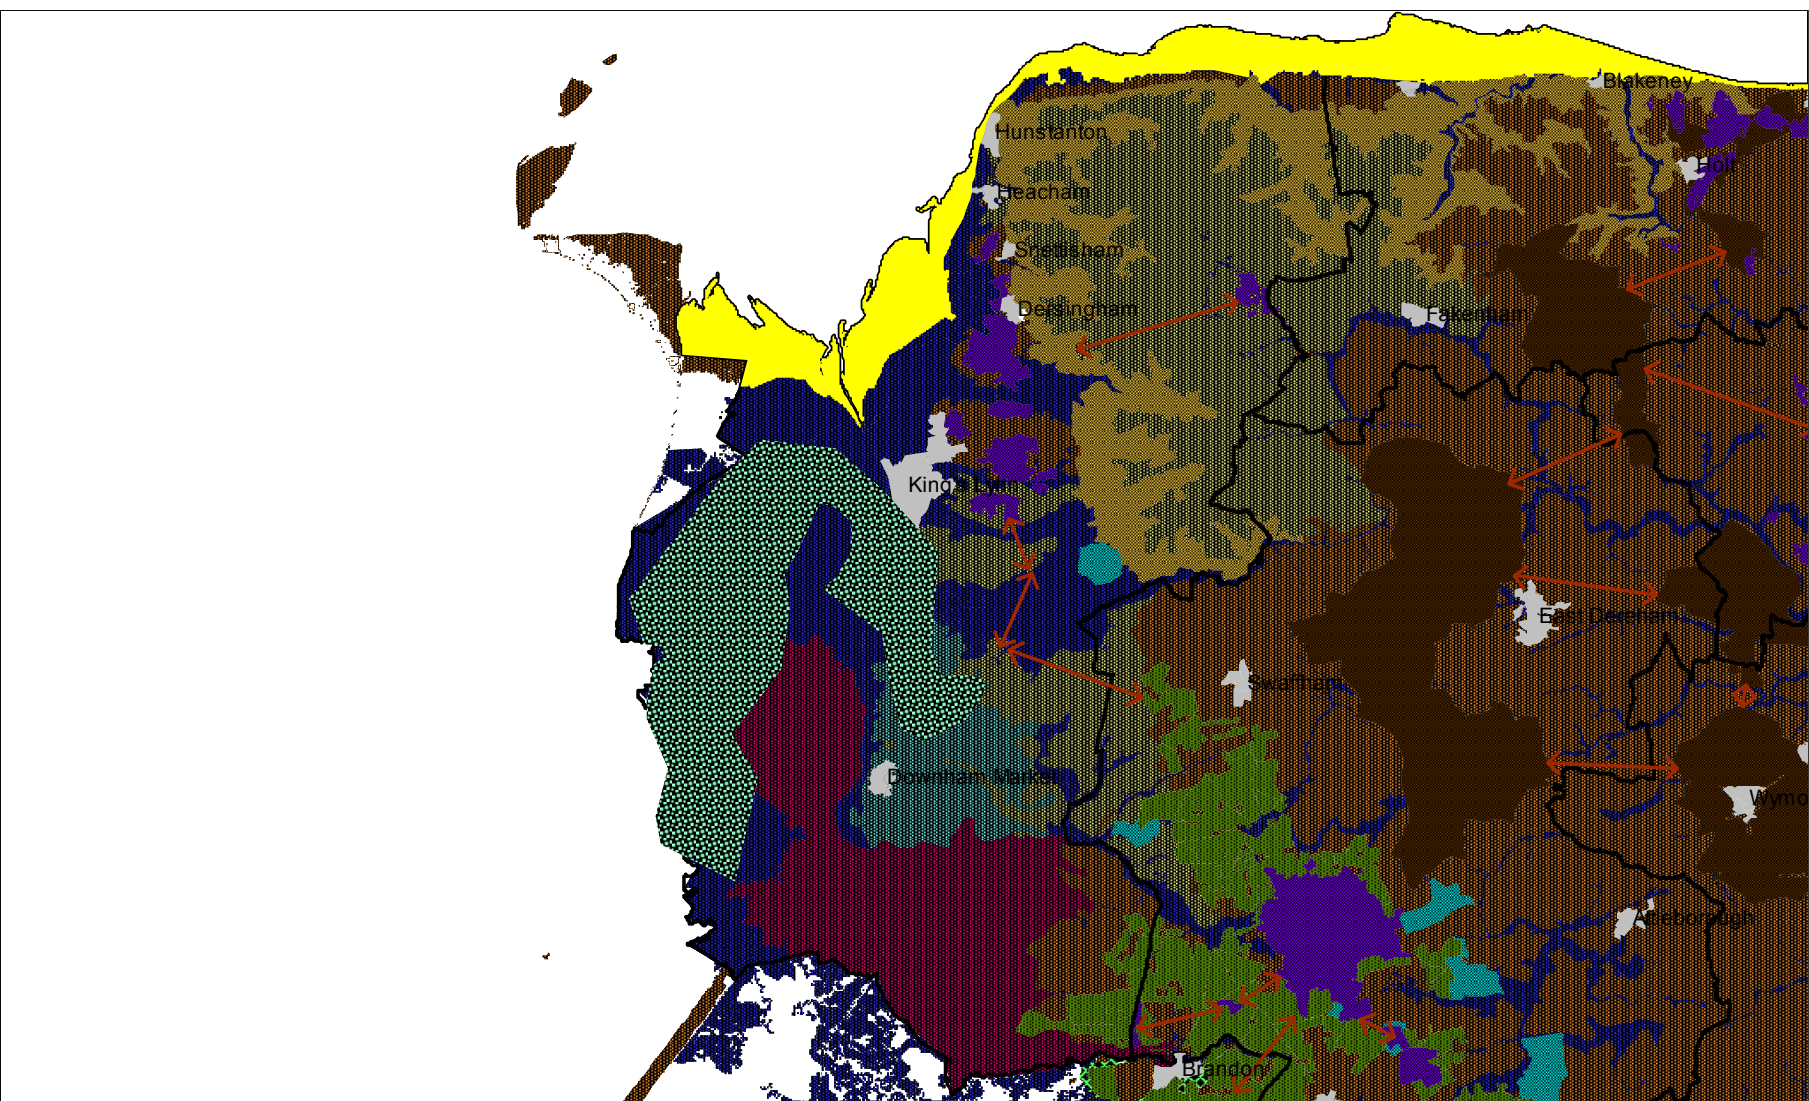 Blakeney
Hunstanton
Holt
Heacham
Snettisham
Dersingham
Fakenham
King's Lynn
East Dereham
Swaffham
Downham Market
Wymo
Attleborough
Brandon